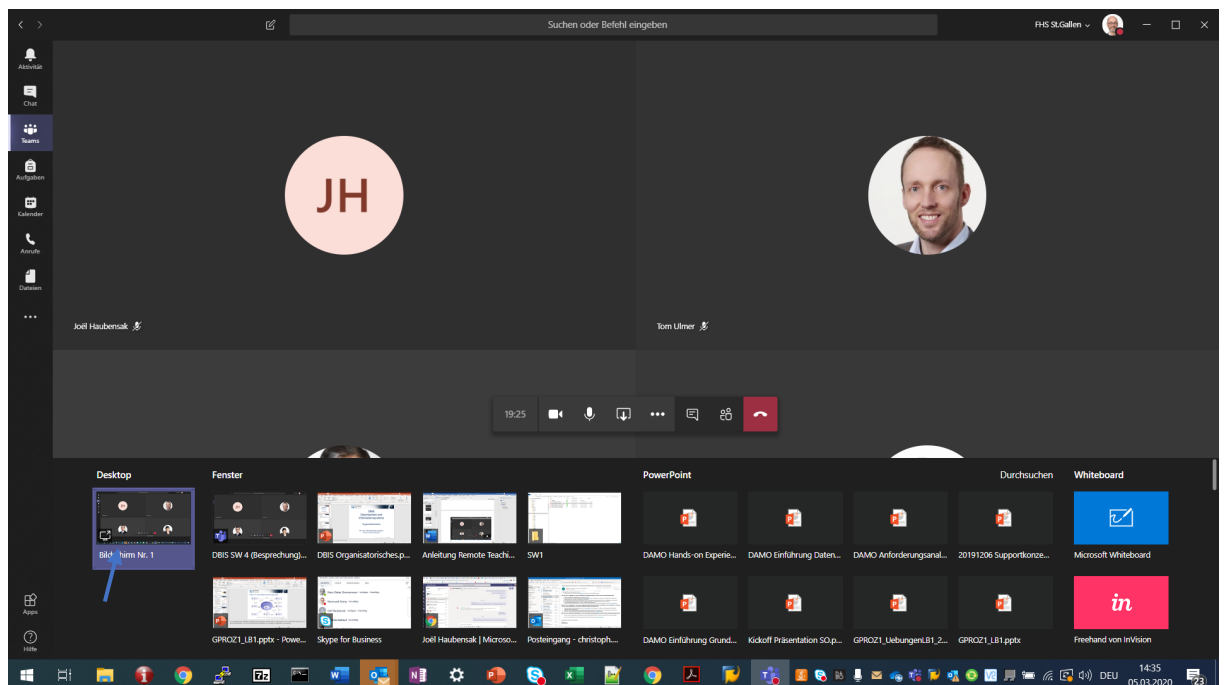 Suchen oder Befehl eingeben
FHS St.Gallen
Aktivität
Chat
Teams
Aufgaben
Kalender
Anrufe
Dateien
Apps
Hilfe
JH
Joël Haubensak
Tom Ulmer
19:25
Desktop
Fenster
PowerPoint
Durchsuchen
Whiteboard
Bildschirm Nr. 1
DBIS SW 4 (Besprechung)...
DBIS Organisatorisches.p...
Anleitung Remote Teachi...
SW1
DAMO Hands-on Experie...
DAMO Einführung Daten...
DAMO Anforderungsanal...
20191206 Supportkonze...
Microsoft Whiteboard
GPROZ1_LB1.pptx - Powe...
Skype for Business
Joël Haubensak | Microso...
Posteingang - christoph....
DAMO Einführung Grund...
Kickoff Präsentation SO.p...
GPROZ1_UebungenLB1_2...
GPROZ1_LB1.pptx
in
Freehand von InVision
DEU
14:35
05.03.2020
23